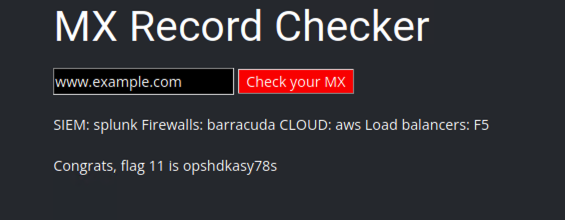 MX Record Checker
www.example.com Check your MX
SIEM: splunk Firewalls: barracuda CLOUD: aws Load balancers: F5
Congrats, flag 11 is opshdkasy78s